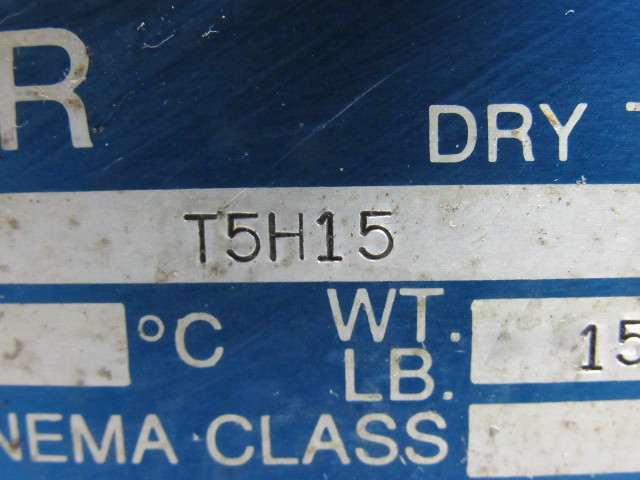 R
DRY
T5H15
°C WT. LB. 15
NEMA CLASS